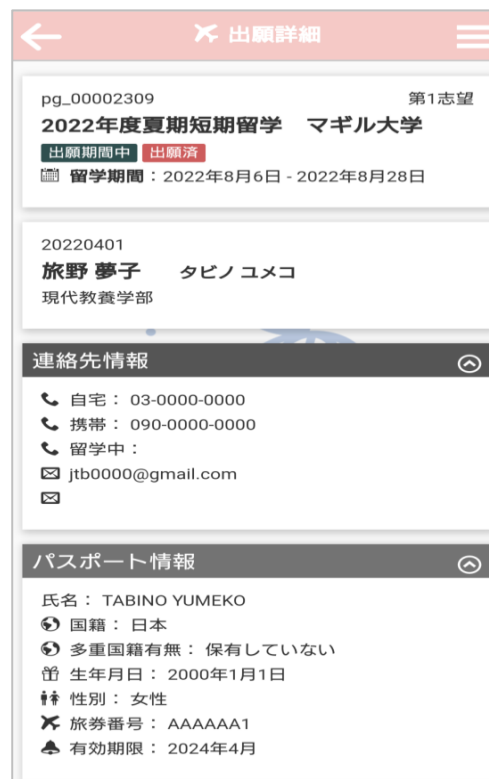 出願詳細
pg_00002309 第1志望
2022年度夏期短期留学 マギル大学
出願期間中 出願済
留学期間：2022年8月6日 - 2022年8月28日
20220401
旅野 夢子 タビノ ユメコ
現代教養学部
連絡先情報
自宅： 03-0000-0000
携帯： 090-0000-0000
留学中：
jtb0000@gmail.com
パスポート情報
氏名： TABINO YUMEKO
国籍： 日本
多重国籍有無： 保有していない
生年月日： 2000年1月1日
性別： 女性
旅券番号： AAAAAA1
有効期限： 2024年4月